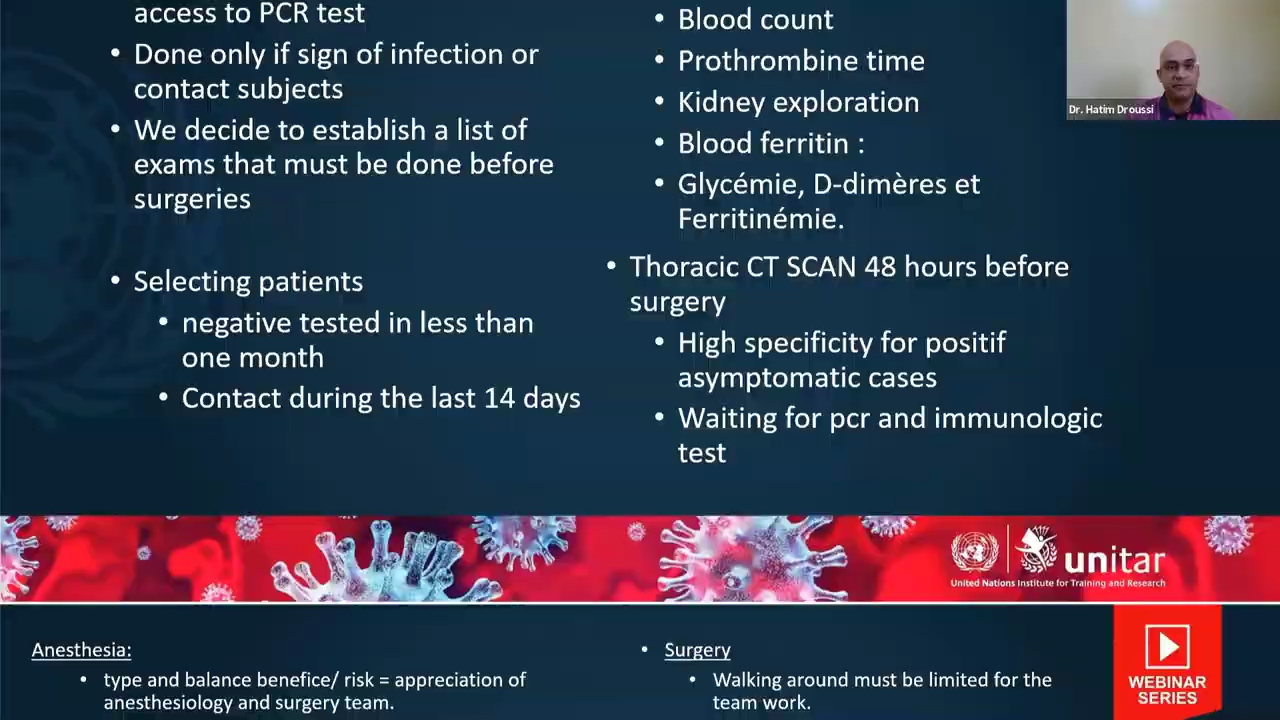 access to PCR test
• Done only if sign of infection or
contact subjects
• We decide to establish a list of
exams that must be done before
surgeries
• Selecting patients
• negative tested in less than
one month
• Contact during the last 14 days
• Blood count
• Prothrombine time
• Kidney exploration
• Blood ferritin :
• Glycémie, D-dimères et
Ferritinémie.
• Thoracic CT SCAN 48 hours before
surgery
• High specificity for positif
asymptomatic cases
• Waiting for pcr and immunologic
test
Dr. Hatim Droussi
unitar
United Nations Institute for Training and Research
Anesthesia:
• type and balance benefice/ risk = appreciation of
anesthesiology and surgery team.
• Surgery
• Walking around must be limited for the
team work.
WEBINAR
SERIES